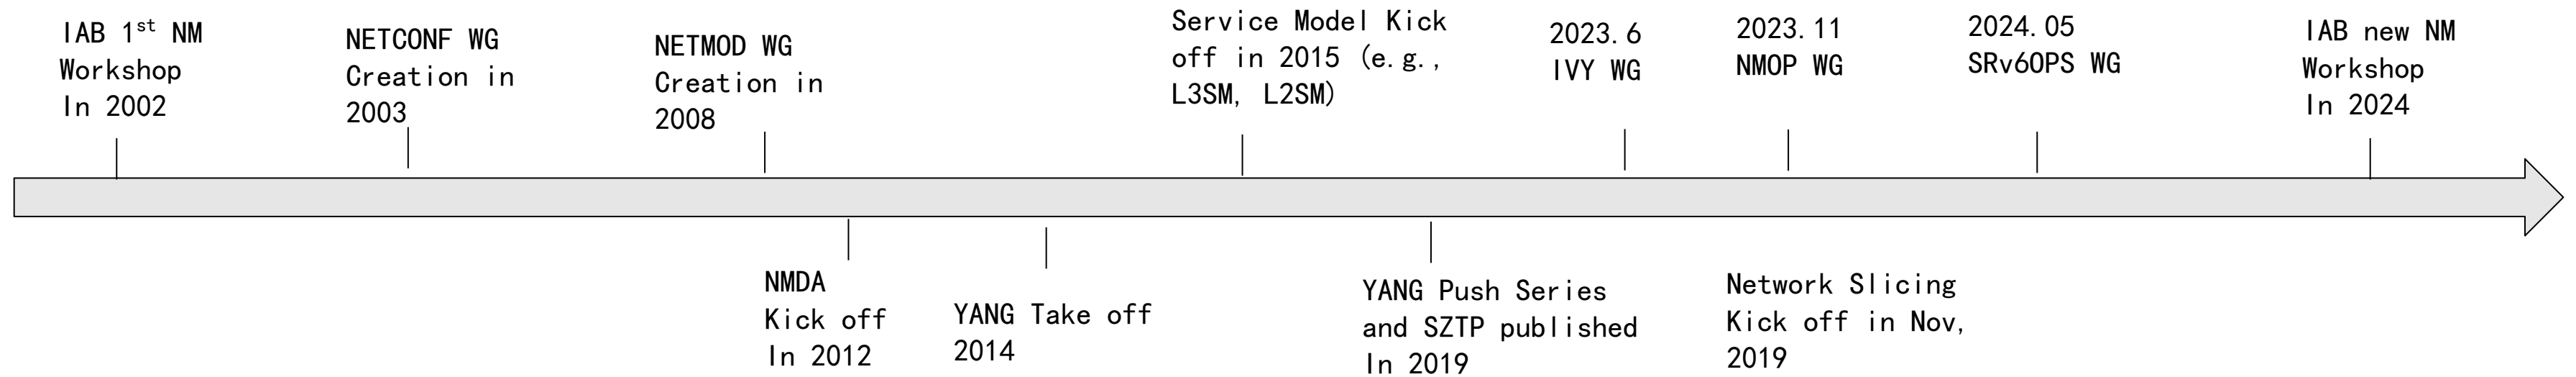 IAB 1st NM
Workshop
In 2002
NETCONF WG
Creation in
2003
NETMOD WG
Creation in
2008
Service Model Kick
off in 2015 (e.g.,
L3SM, L2SM)
2023.6
IVY WG
2023.11
NMOP WG
2024.05
SRv6OPS WG
IAB new NM
Workshop
In 2024
NMDA
Kick off
In 2012
YANG Take off
2014
YANG Push Series
and SZTP published
In 2019
Network Slicing
Kick off in Nov,
2019